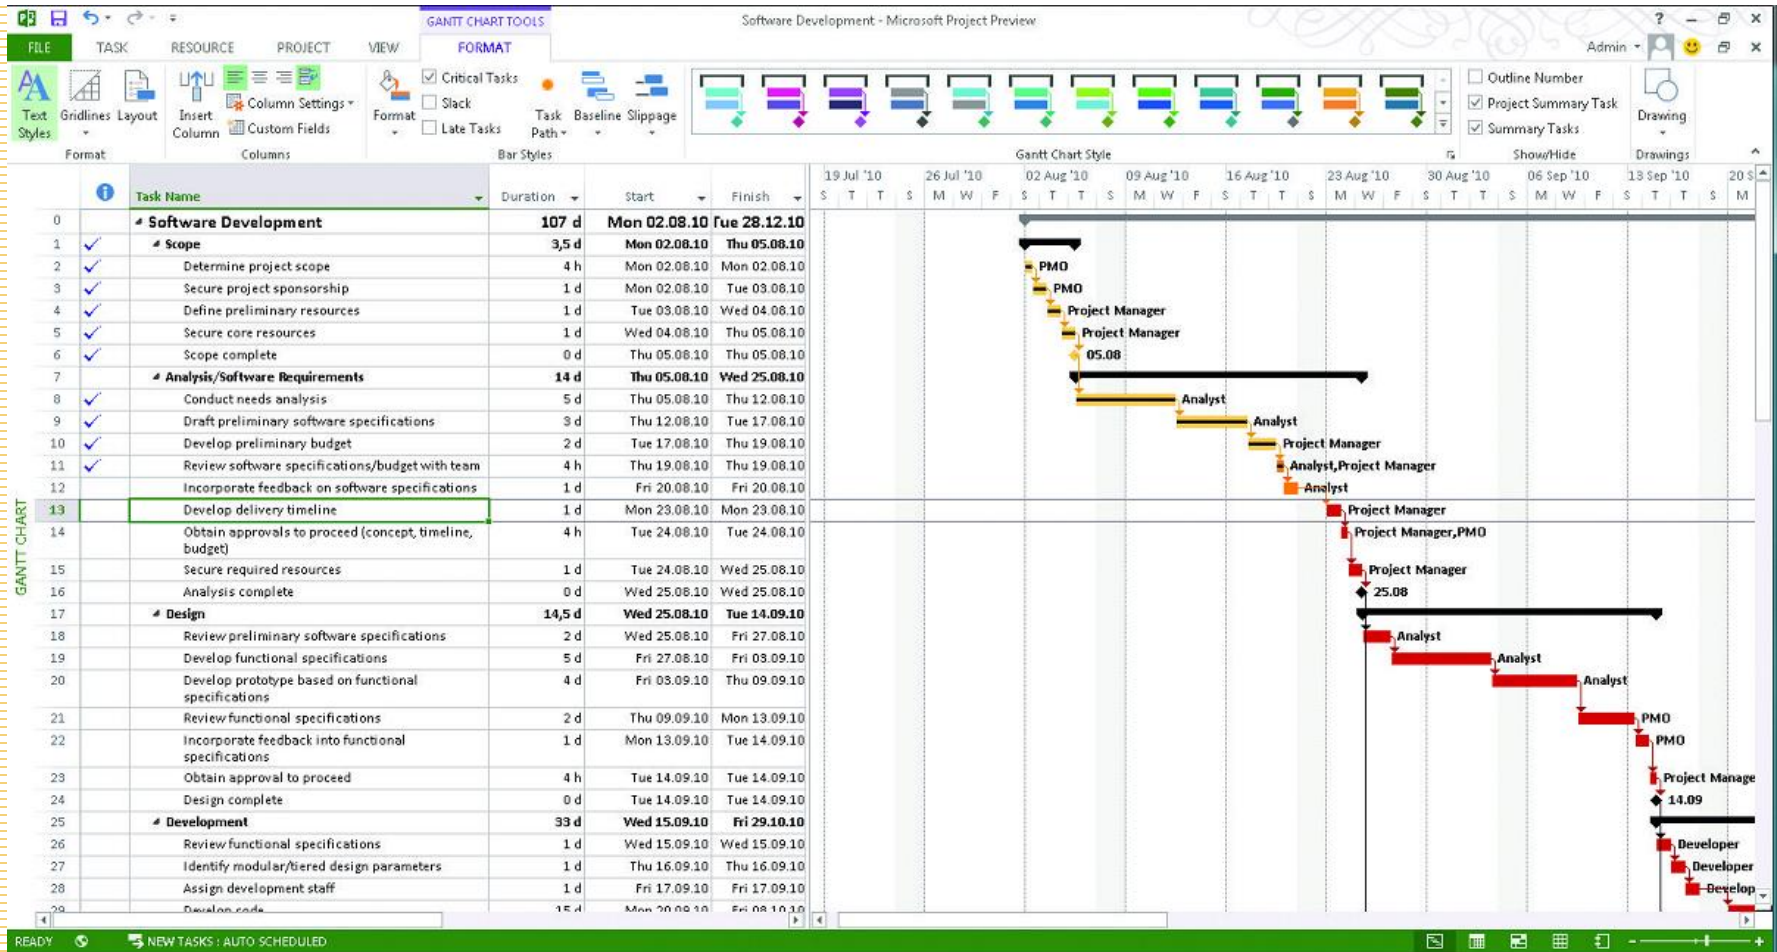 GANTT CHART TOOLS
Software Development - Microsoft Project Preview
?
FILE TASK RESOURCE PROJECT VIEW FORMAT
Admin
Text Styles
Gridlines
Layout
Format
Insert Column
Column Settings
Custom Fields
Columns
Format
Critical Tasks
Slack
Late Tasks
Task Path
Baseline
Slippage
Bar Styles
Gantt Chart Style
Outline Number
Project Summary Task
Summary Tasks
Show/Hide
Drawing
Drawings
Task Name Duration Start Finish
19 Jul '10 26 Jul '10 02 Aug '10 09 Aug '10 16 Aug '10 23 Aug '10 30 Aug '10 06 Sep '10 13 Sep '10
S T T S M W F S T T S M W F S T T S M W F S T T S M W F S T T S M
0 Software Development 107 d Mon 02.08.10 Tue 28.12.10
1 Scope 3,5 d Mon 02.08.10 Thu 05.08.10
2 Determine project scope 4 h Mon 02.08.10 Mon 02.08.10 PMO
3 Secure project sponsorship 1 d Mon 02.08.10 Tue 03.08.10 PMO
4 Define preliminary resources 1 d Tue 03.08.10 Wed 04.08.10 Project Manager
5 Secure core resources 1 d Wed 04.08.10 Thu 05.08.10 Project Manager
6 Scope complete 0 d Thu 05.08.10 Thu 05.08.10 05.08
7 Analysis/Software Requirements 14 d Thu 05.08.10 Wed 25.08.10
8 Conduct needs analysis 5 d Thu 05.08.10 Thu 12.08.10 Analyst
9 Draft preliminary software specifications 3 d Thu 12.08.10 Tue 17.08.10 Analyst
10 Develop preliminary budget 2 d Tue 17.08.10 Thu 19.08.10 Project Manager
11 Review software specifications/budget with team 4 h Thu 19.08.10 Thu 19.08.10 Analyst,Project Manager
12 Incorporate feedback on software specifications 1 d Fri 20.08.10 Fri 20.08.10 Analyst
13 Develop delivery timeline 1 d Mon 23.08.10 Mon 23.08.10 Project Manager
14 Obtain approvals to proceed (concept, timeline, 4 h Tue 24.08.10 Tue 24.08.10 Project Manager,PMO
budget)
15 Secure required resources 1 d Tue 24.08.10 Wed 25.08.10 Project Manager
16 Analysis complete 0 d Wed 25.08.10 Wed 25.08.10 25.08
17 Design 14,5 d Wed 25.08.10 Tue 14.09.10
18 Review preliminary software specifications 2 d Wed 25.08.10 Fri 27.08.10 Analyst
19 Develop functional specifications 5 d Fri 27.08.10 Fri 03.09.10 Analyst
20 Develop prototype based on functional 4 d Fri 03.09.10 Thu 09.09.10 Analyst
specifications
21 Review functional specifications 2 d Thu 09.09.10 Mon 13.09.10 PMO
22 Incorporate feedback into functional 1 d Mon 13.09.10 Tue 14.09.10 PMO
specifications
23 Obtain approval to proceed 4 h Tue 14.09.10 Tue 14.09.10 Project Manage
24 Design complete 0 d Tue 14.09.10 Tue 14.09.10 14.09
25 Development 33 d Wed 15.09.10 Fri 29.10.10
26 Review functional specifications 1 d Wed 15.09.10 Wed 15.09.10 Developer
27 Identify modular/tiered design parameters 1 d Thu 16.09.10 Thu 16.09.10 Developer
28 Assign development staff 1 d Fri 17.09.10 Fri 17.09.10 Develop
29 Develop code 15 d Mon 20.09.10 Fri 08.10.10
GANTT CHART
READY NEW TASKS : AUTO SCHEDULED